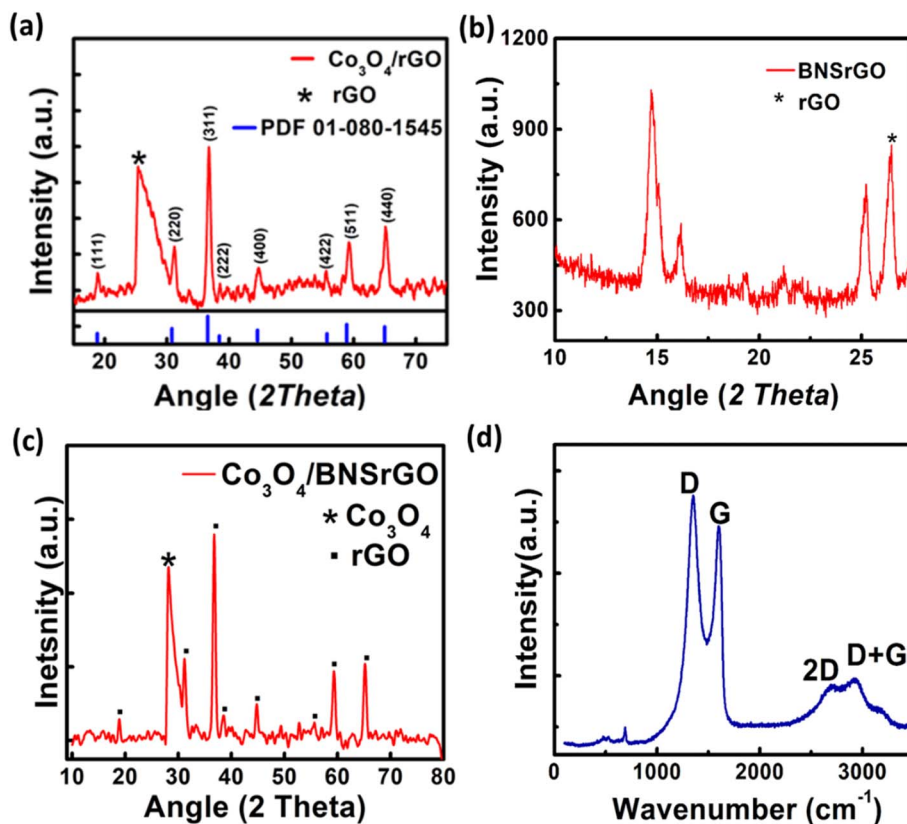 (a)
Co₃O₄/rGO
* rGO
PDF 01-080-1545
(111)
*
(220)
(311)
(222)
(400)
(422)
(511)
(440)
Intensity (a.u.)
20 30 40 50 60 70
Angle (2Theta)
(b)
1200
900
600
300
BNSrGO
* rGO
*
Intensity (a.u.)
10 15 20 25
Angle (2 Theta)
(c)
Co₃O₄/BNSrGO
* Co₃O₄
▪ rGO
*
Inetsnity (a.u.)
10 20 30 40 50 60 70 80
Angle (2 Theta)
(d)
D
G
2D
D+G
Intensity(a.u.)
0 1000 2000 3000
Wavenumber (cm⁻¹)